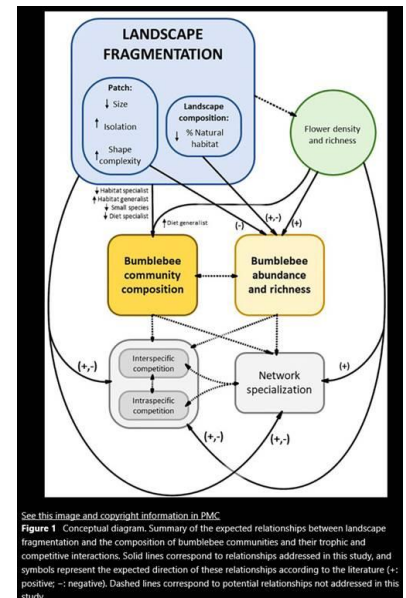 LANDSCAPE
FRAGMENTATION
Patch:
↓ Size
↑ Isolation
↑ Shape
complexity
Landscape
composition:
↓ % Natural
habitat
Flower density
and richness
↓ Habitat specialist
↑ Habitat generalist
↓ Small species
↓ Diet specialist
↑ Diet generalist
(-)
(+,-)
(+)
Bumblebee
community
composition
Bumblebee
abundance
and richness
Interspecific
competition
Intraspecific
competition
Network
specialization
(+,-)
(+)
(+,-)
(+,-)
See this image and copyright information in PMC
Figure 1 Conceptual diagram. Summary of the expected relationships between landscape
fragmentation and the composition of bumblebee communities and their trophic and
competitive interactions. Solid lines correspond to relationships addressed in this study, and
symbols represent the expected direction of these relationships according to the literature (+:
positive; −: negative). Dashed lines correspond to potential relationships not addressed in this
study.